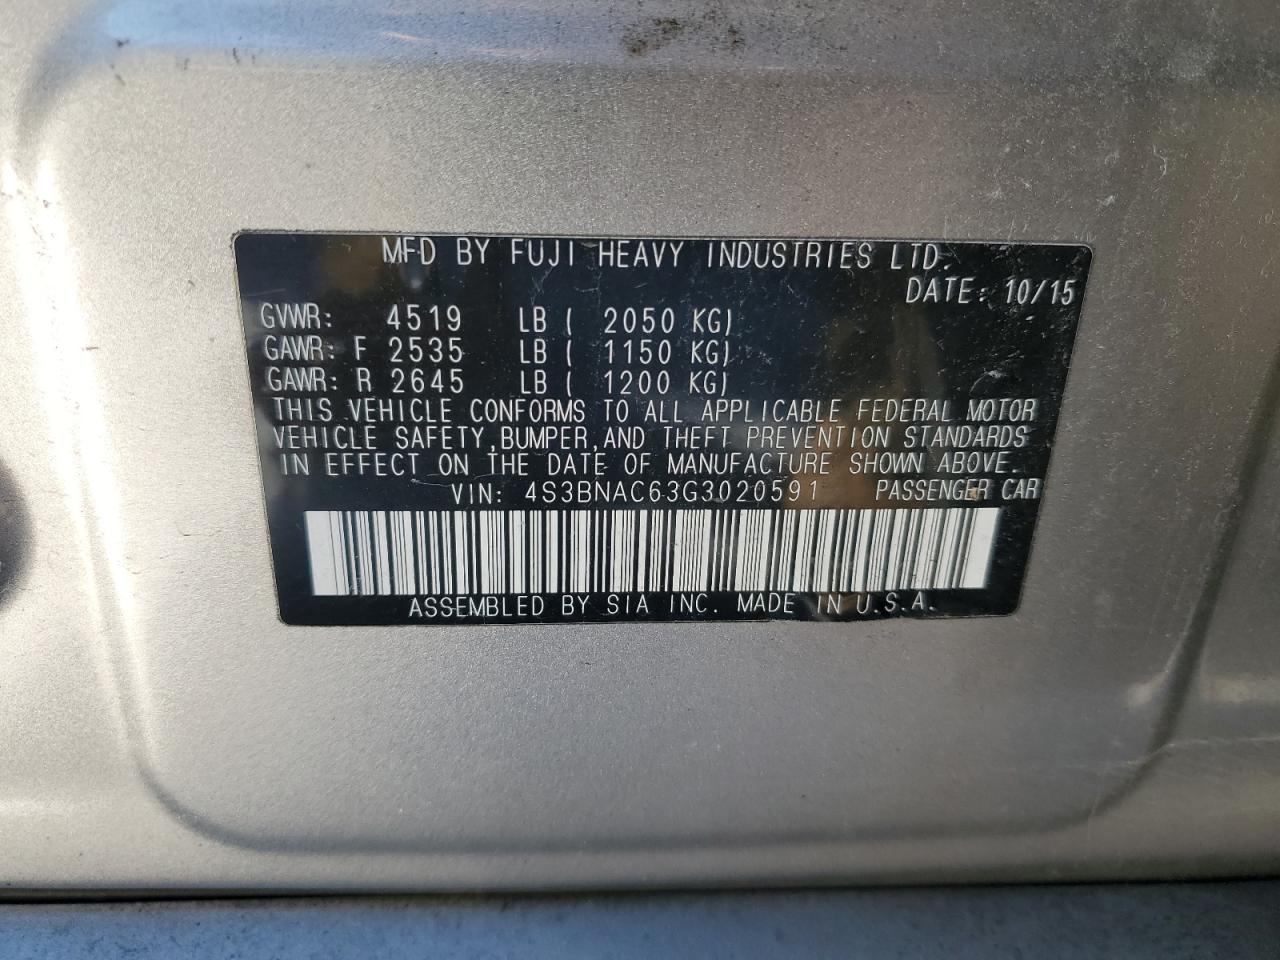 MFD BY FUJI HEAVY INDUSTRIES LTD.
DATE: 10/15
GVWR: 4519 LB ( 2050 KG)
GAWR: F 2535 LB ( 1150 KG)
GAWR: R 2645 LB ( 1200 KG)
THIS VEHICLE CONFORMS TO ALL APPLICABLE FEDERAL MOTOR
VEHICLE SAFETY, BUMPER, AND THEFT PREVENTION STANDARDS
IN EFFECT ON THE DATE OF MANUFACTURE SHOWN ABOVE.
VIN: 4S3BNAC63G3020591 PASSENGER CAR
ASSEMBLED BY SIA INC. MADE IN U.S.A.